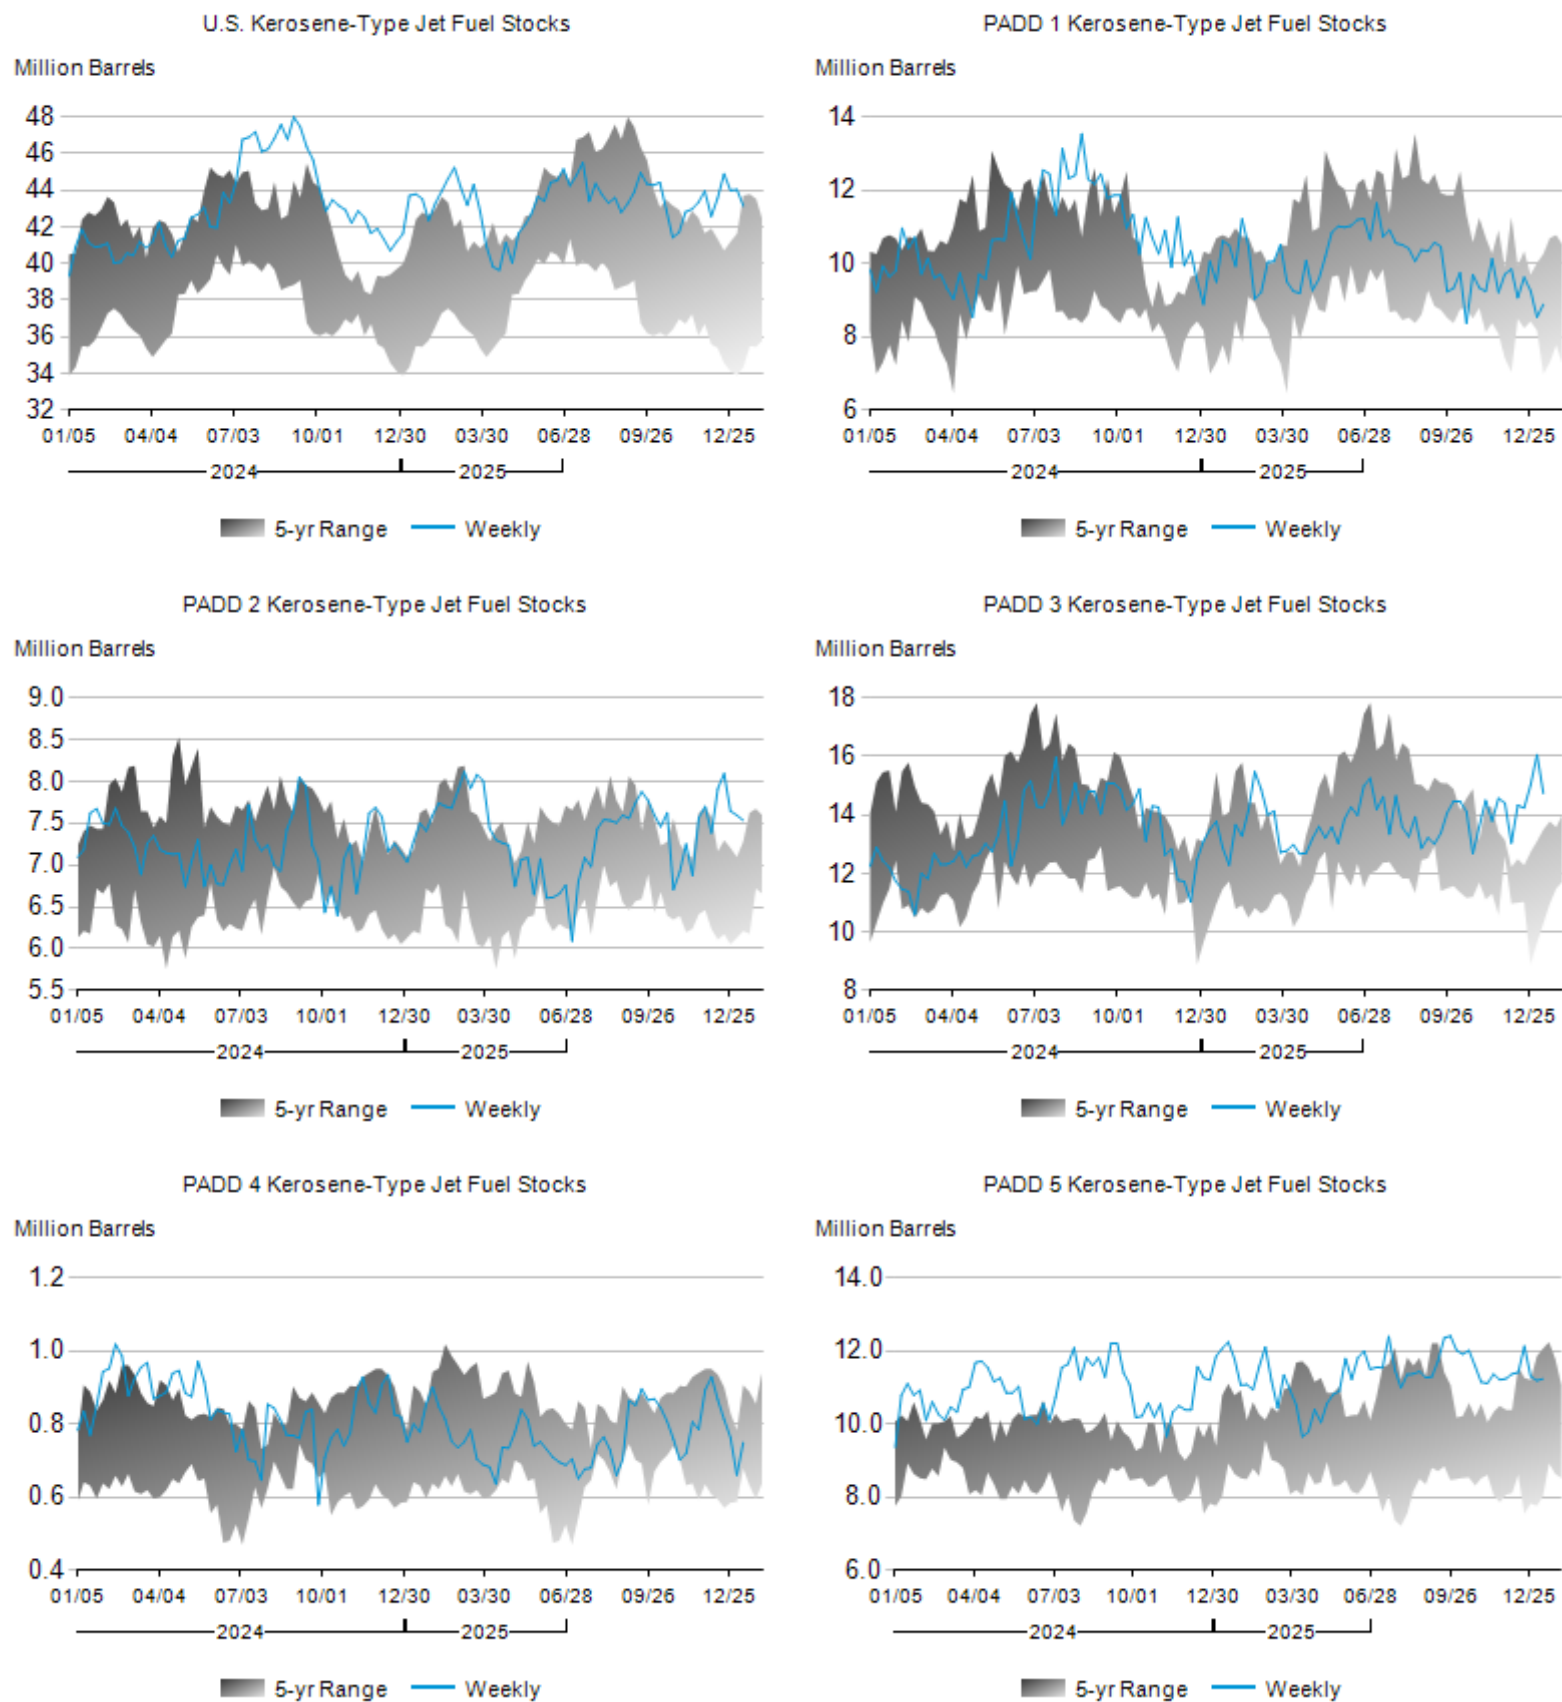 U.S. Kerosene-Type Jet Fuel Stocks
Million Barrels
48
46
44
42
40
38
36
34
32
01/05 04/04 07/03 10/01 12/30 03/30 06/28 09/26 12/25
2024 2025
5-yr Range Weekly
PADD 1 Kerosene-Type Jet Fuel Stocks
Million Barrels
14
12
10
8
6
01/05 04/04 07/03 10/01 12/30 03/30 06/28 09/26 12/25
2024 2025
5-yr Range Weekly
PADD 2 Kerosene-Type Jet Fuel Stocks
Million Barrels
9.0
8.5
8.0
7.5
7.0
6.5
6.0
5.5
01/05 04/04 07/03 10/01 12/30 03/30 06/28 09/26 12/25
2024 2025
5-yr Range Weekly
PADD 3 Kerosene-Type Jet Fuel Stocks
Million Barrels
18
16
14
12
10
8
01/05 04/04 07/03 10/01 12/30 03/30 06/28 09/26 12/25
2024 2025
5-yr Range Weekly
PADD 4 Kerosene-Type Jet Fuel Stocks
Million Barrels
1.2
1.0
0.8
0.6
0.4
01/05 04/04 07/03 10/01 12/30 03/30 06/28 09/26 12/25
2024 2025
5-yr Range Weekly
PADD 5 Kerosene-Type Jet Fuel Stocks
Million Barrels
14.0
12.0
10.0
8.0
6.0
01/05 04/04 07/03 10/01 12/30 03/30 06/28 09/26 12/25
2024 2025
5-yr Range Weekly